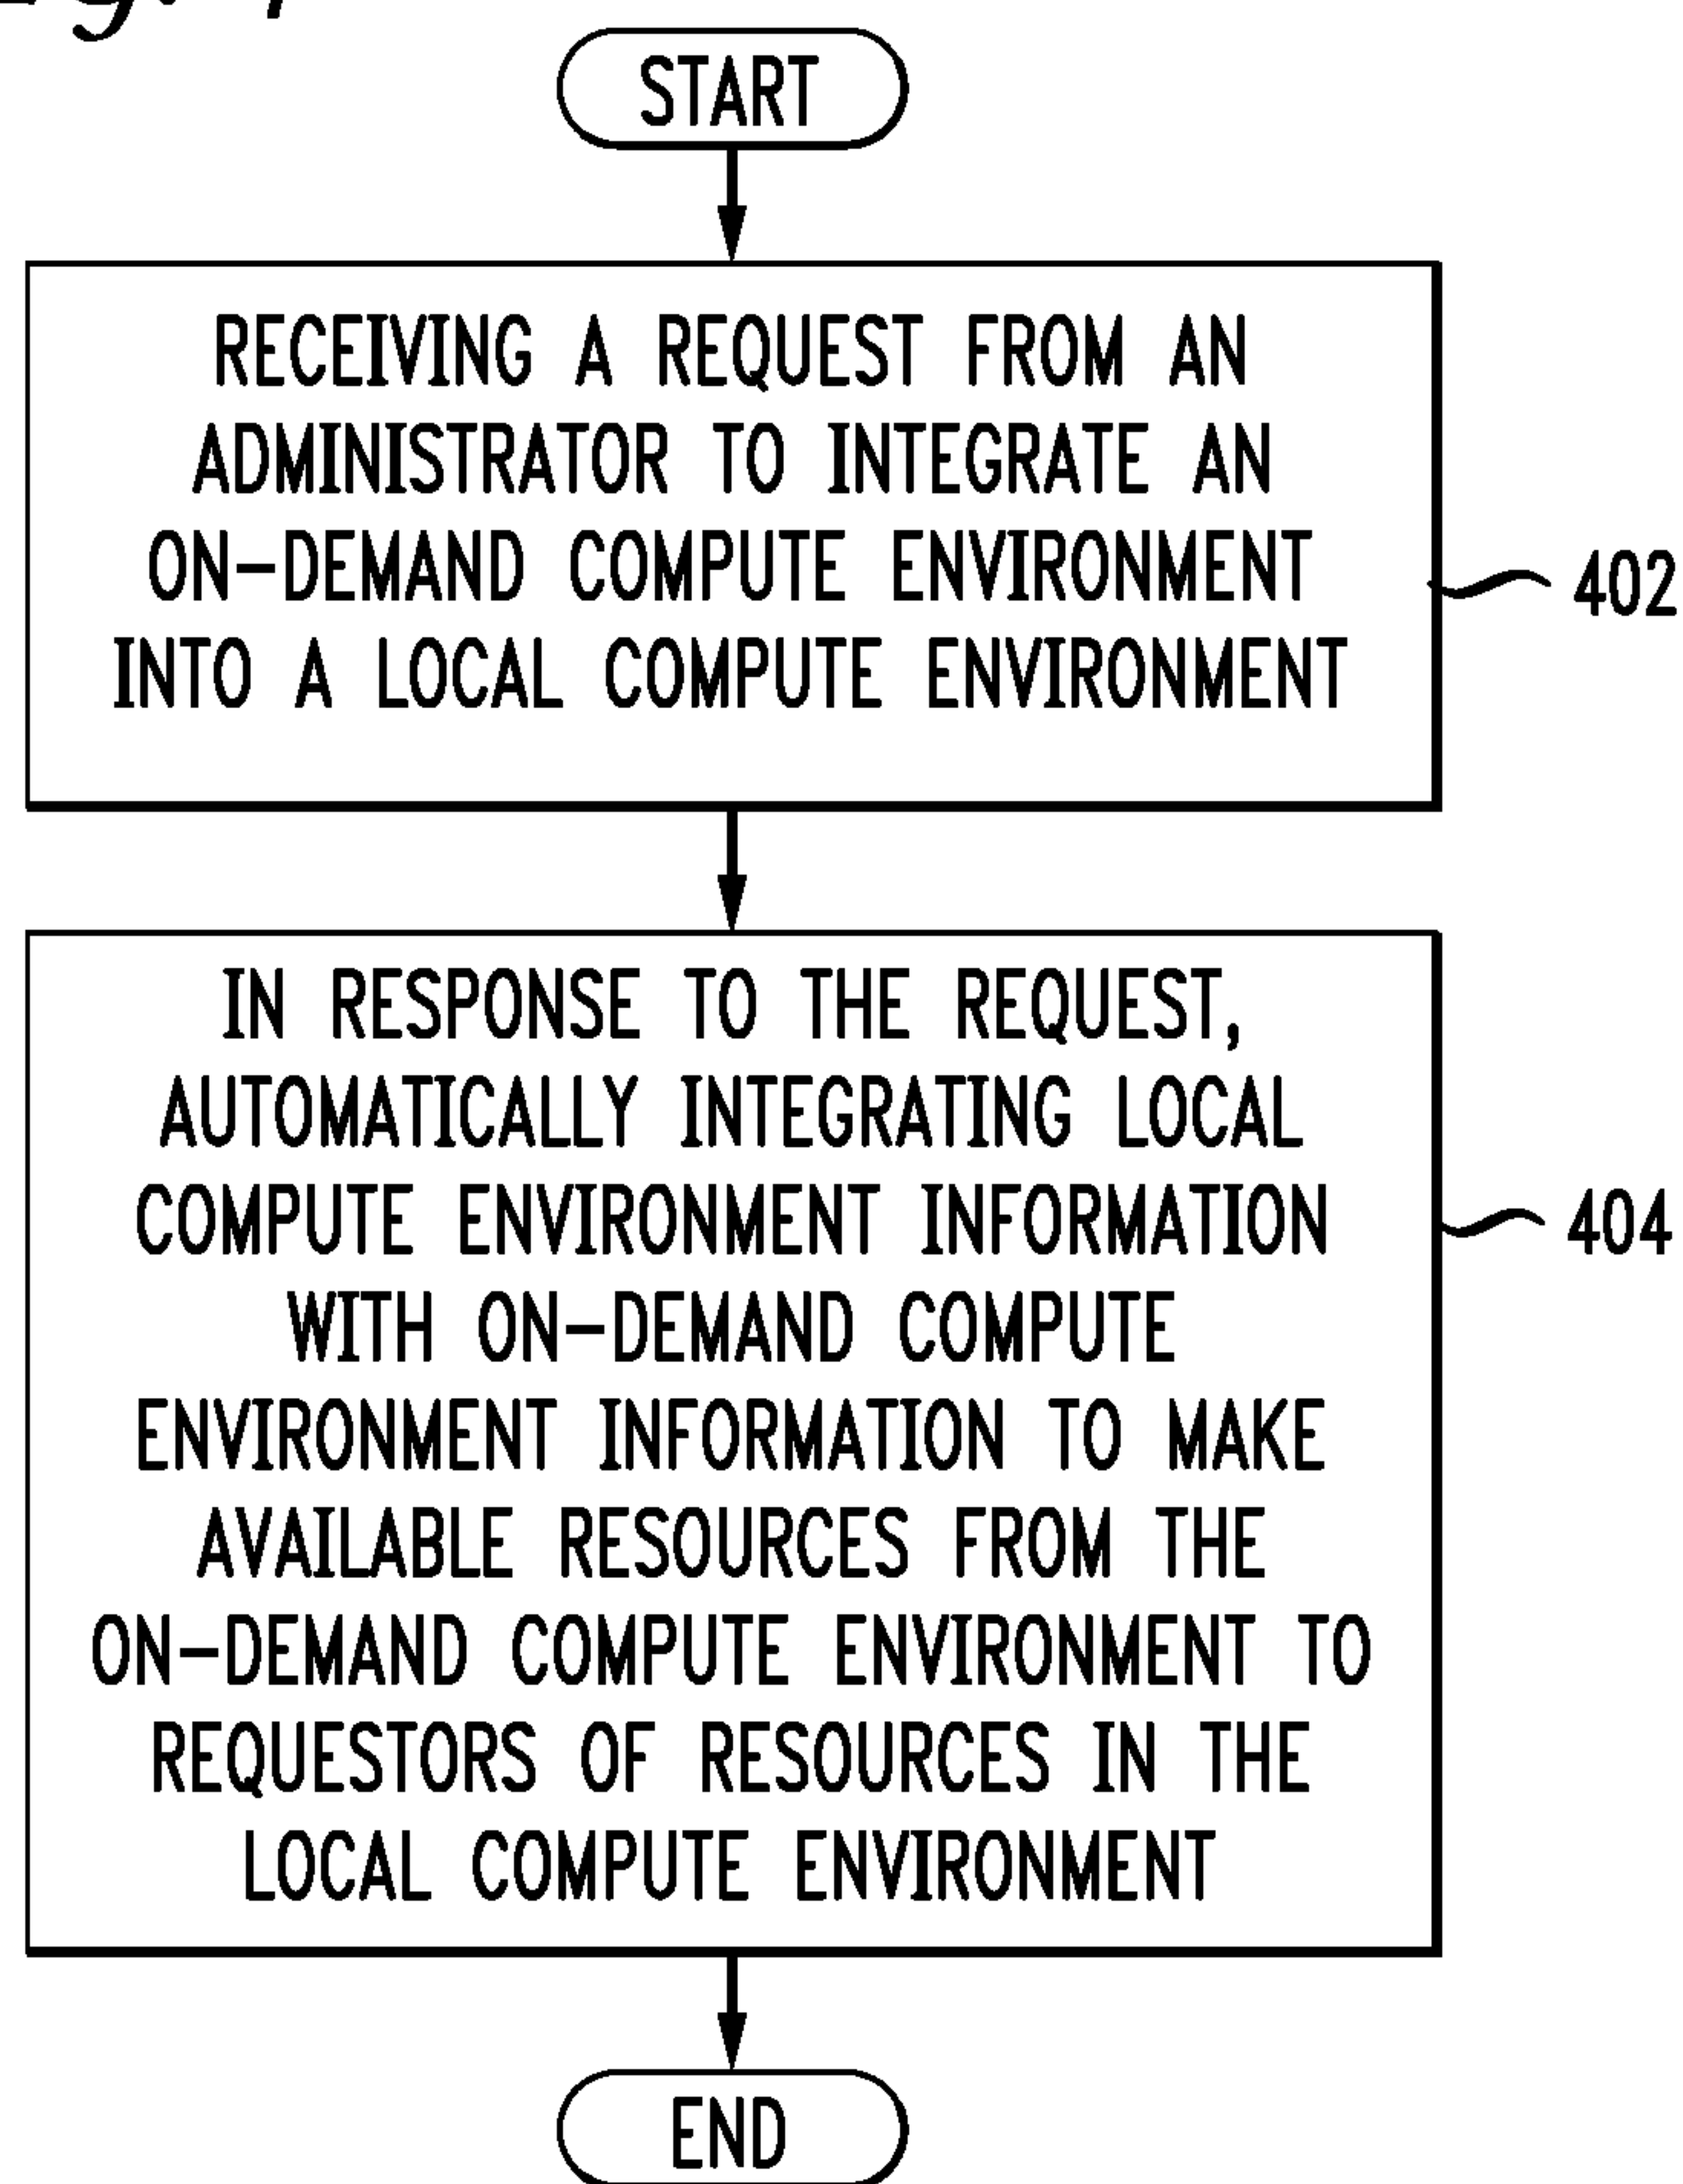 START
RECEIVING A REQUEST FROM AN
ADMINISTRATOR TO INTEGRATE AN
ON-DEMAND COMPUTE ENVIRONMENT
INTO A LOCAL COMPUTE ENVIRONMENT
402
IN RESPONSE TO THE REQUEST,
AUTOMATICALLY INTEGRATING LOCAL
COMPUTE ENVIRONMENT INFORMATION
WITH ON-DEMAND COMPUTE
ENVIRONMENT INFORMATION TO MAKE
AVAILABLE RESOURCES FROM THE
ON-DEMAND COMPUTE ENVIRONMENT TO
REQUESTORS OF RESOURCES IN THE
LOCAL COMPUTE ENVIRONMENT
404
END